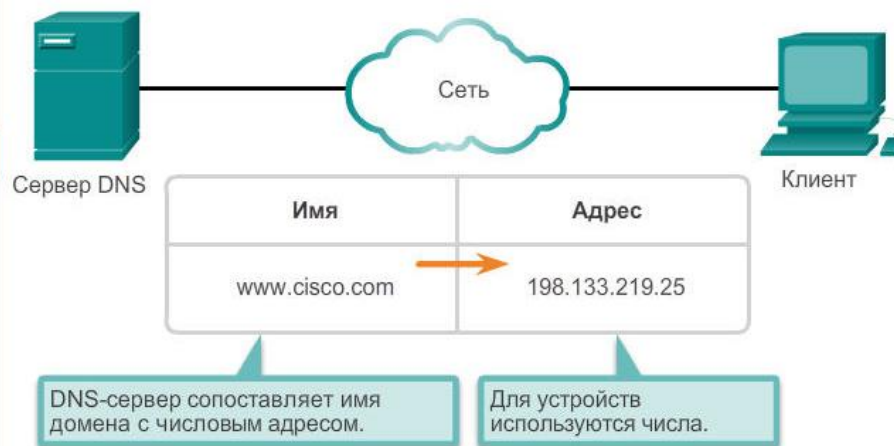 Сеть
Сервер DNS
Клиент
Имя
Адрес
www.cisco.com
198.133.219.25
DNS-сервер сопоставляет имя
домена с числовым адресом.
Для устройств
используются числа.